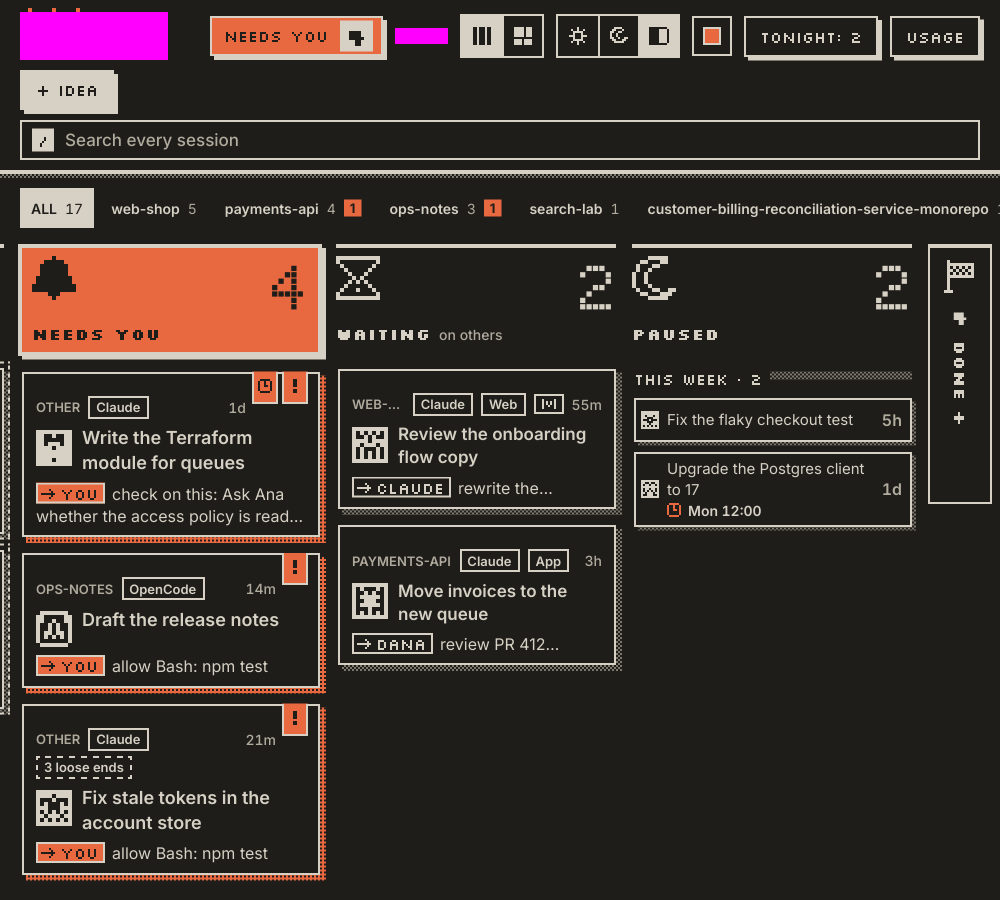 NEEDS YOU 4
TONIGHT: 2
USAGE
+ IDEA
/ Search every session
ALL 17
web-shop 5
payments-api 4 1
ops-notes 3 1
search-lab 1
customer-billing-reconciliation-service-monorepo
4
NEEDS YOU
2
WAITING on others
2
PAUSED
4 DONE
OTHER Claude 1d !
Write the Terraform
module for queues
→ YOU check on this: Ask Ana
whether the access policy is read…
OPS-NOTES OpenCode 14m !
Draft the release notes
→ YOU allow Bash: npm test
OTHER Claude 21m !
3 loose ends
Fix stale tokens in the
account store
→ YOU allow Bash: npm test
WEB-… Claude Web 55m
Review the onboarding
flow copy
→ CLAUDE rewrite the…
PAYMENTS-API Claude App 3h
Move invoices to the
new queue
→ DANA review PR 412…
THIS WEEK · 2
Fix the flaky checkout test 5h
Upgrade the Postgres client
to 17 1d
Mon 12:00